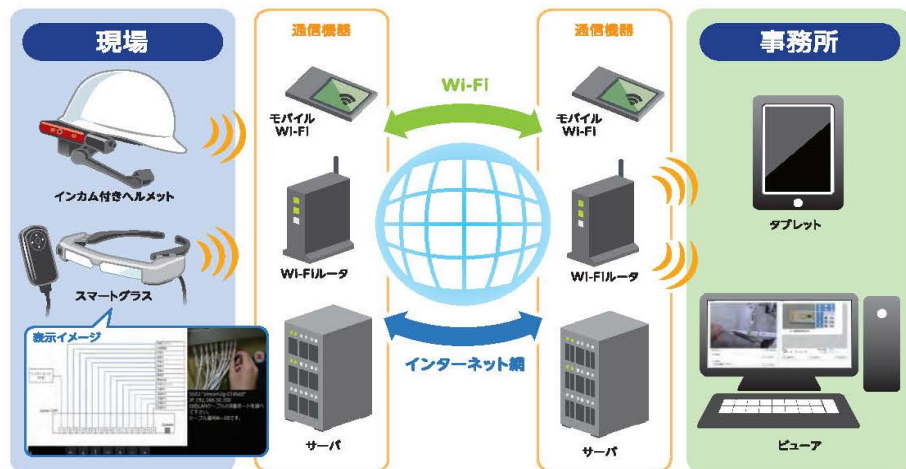 現場
インカム付きヘルメット
スマートグラス
表示イメージ
通信機器
モバイル
Wi-Fi
Wi-Fiルータ
サーバ
Wi-Fi
インターネット網
通信機器
モバイル
Wi-Fi
Wi-Fiルータ
サーバ
事務所
タブレット
ビューア